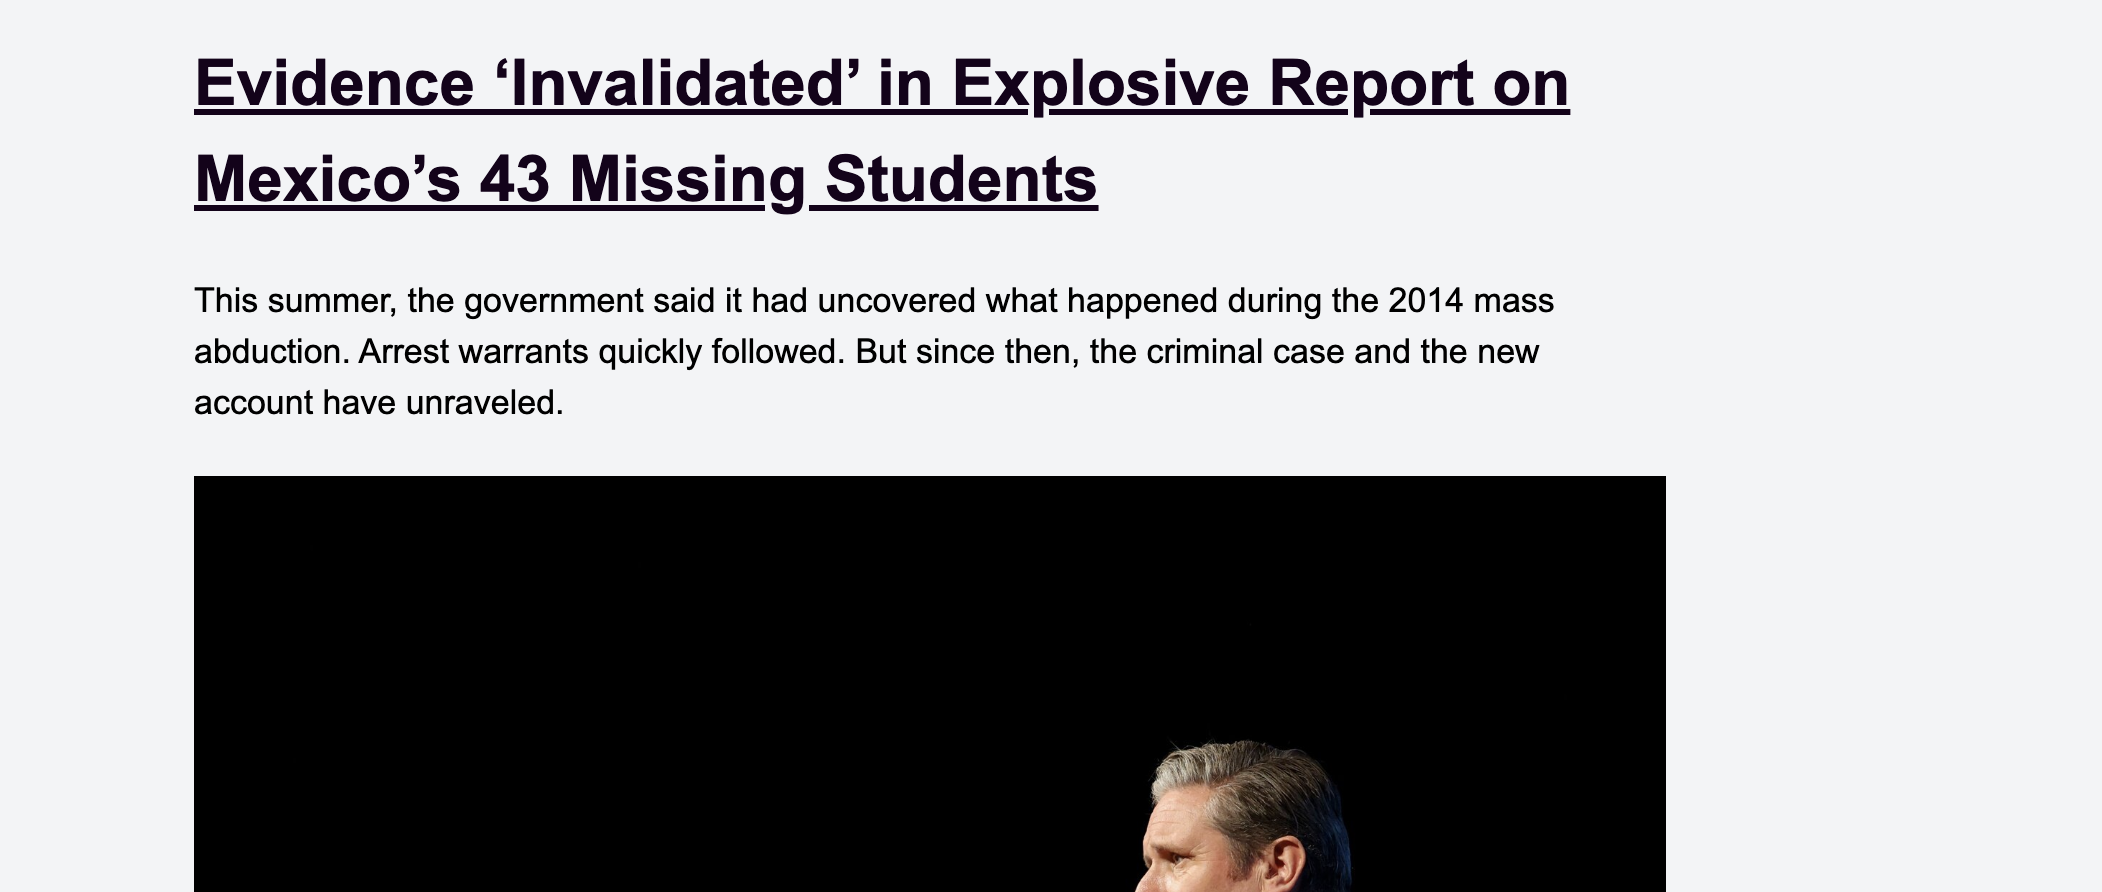 Evidence ‘Invalidated’ in Explosive Report on
Mexico’s 43 Missing Students
This summer, the government said it had uncovered what happened during the 2014 mass
abduction. Arrest warrants quickly followed. But since then, the criminal case and the new
account have unraveled.